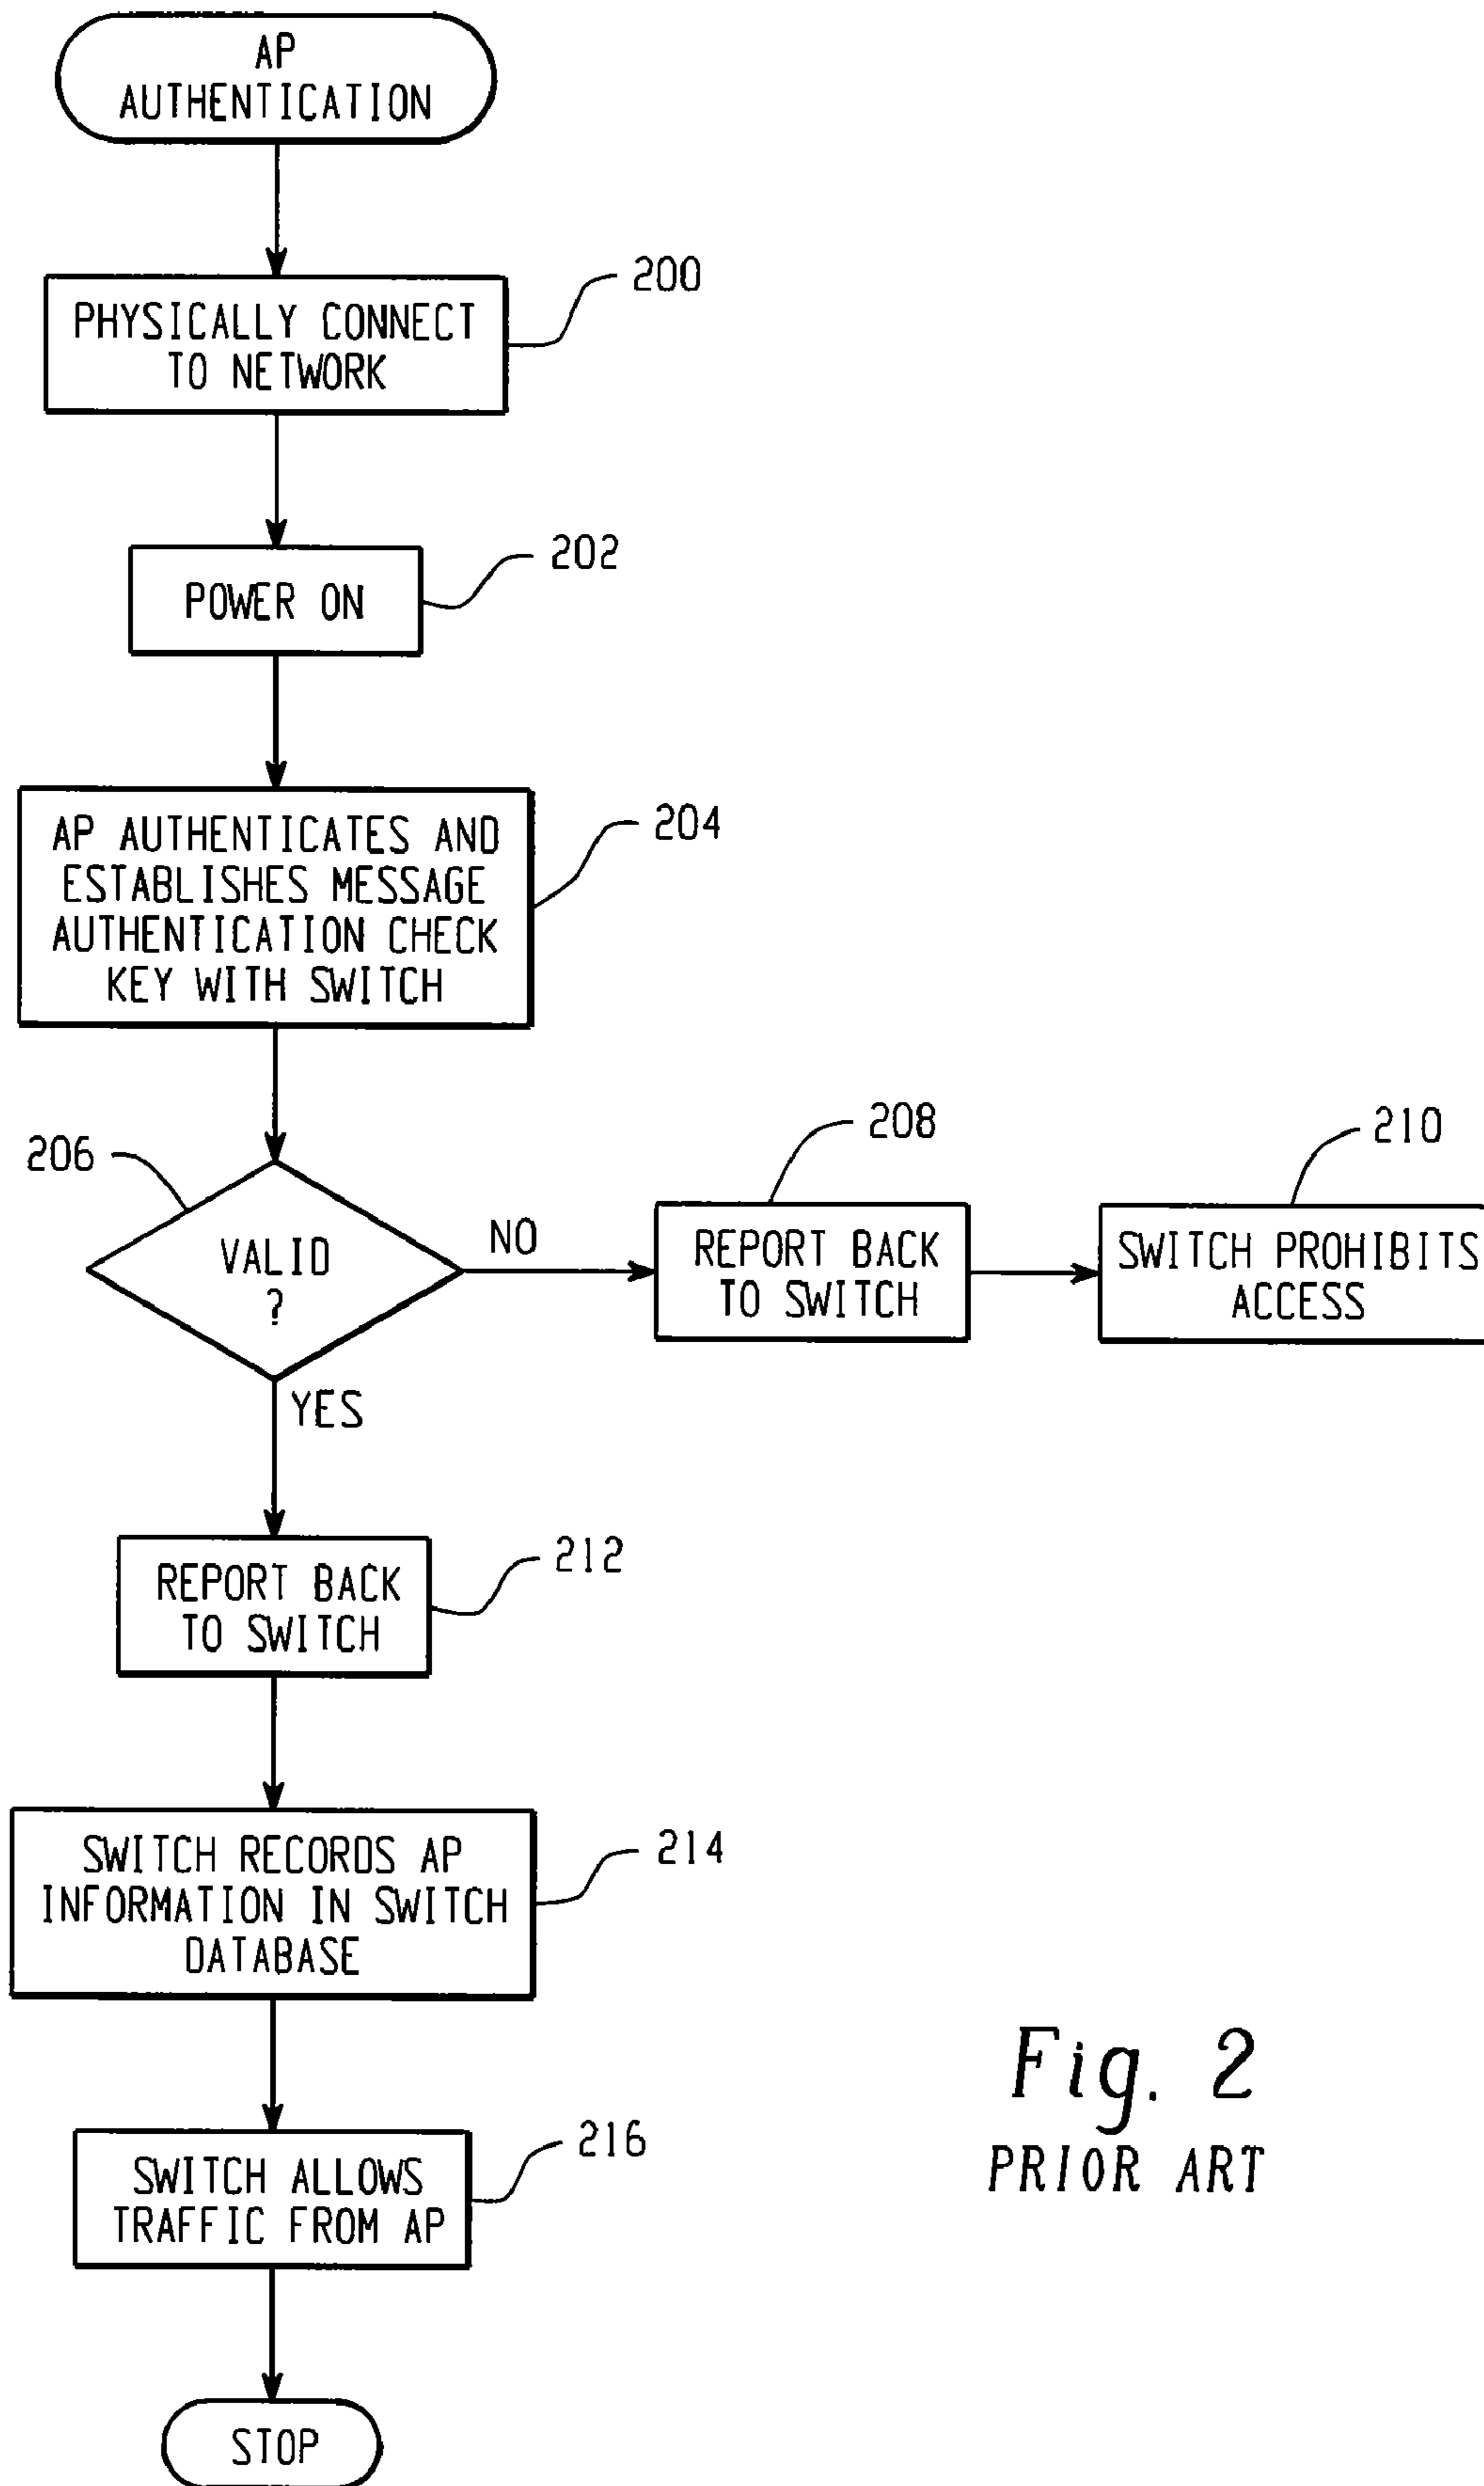 AP
AUTHENTICATION
200
PHYSICALLY CONNECT
TO NETWORK
202
POWER ON
204
AP AUTHENTICATES AND
ESTABLISHES MESSAGE
AUTHENTICATION CHECK
KEY WITH SWITCH
206
VALID
?
NO
208
REPORT BACK
TO SWITCH
210
SWITCH PROHIBITS
ACCESS
YES
212
REPORT BACK
TO SWITCH
214
SWITCH RECORDS AP
INFORMATION IN SWITCH
DATABASE
216
SWITCH ALLOWS
TRAFFIC FROM AP
STOP
Fig. 2
PRIOR ART